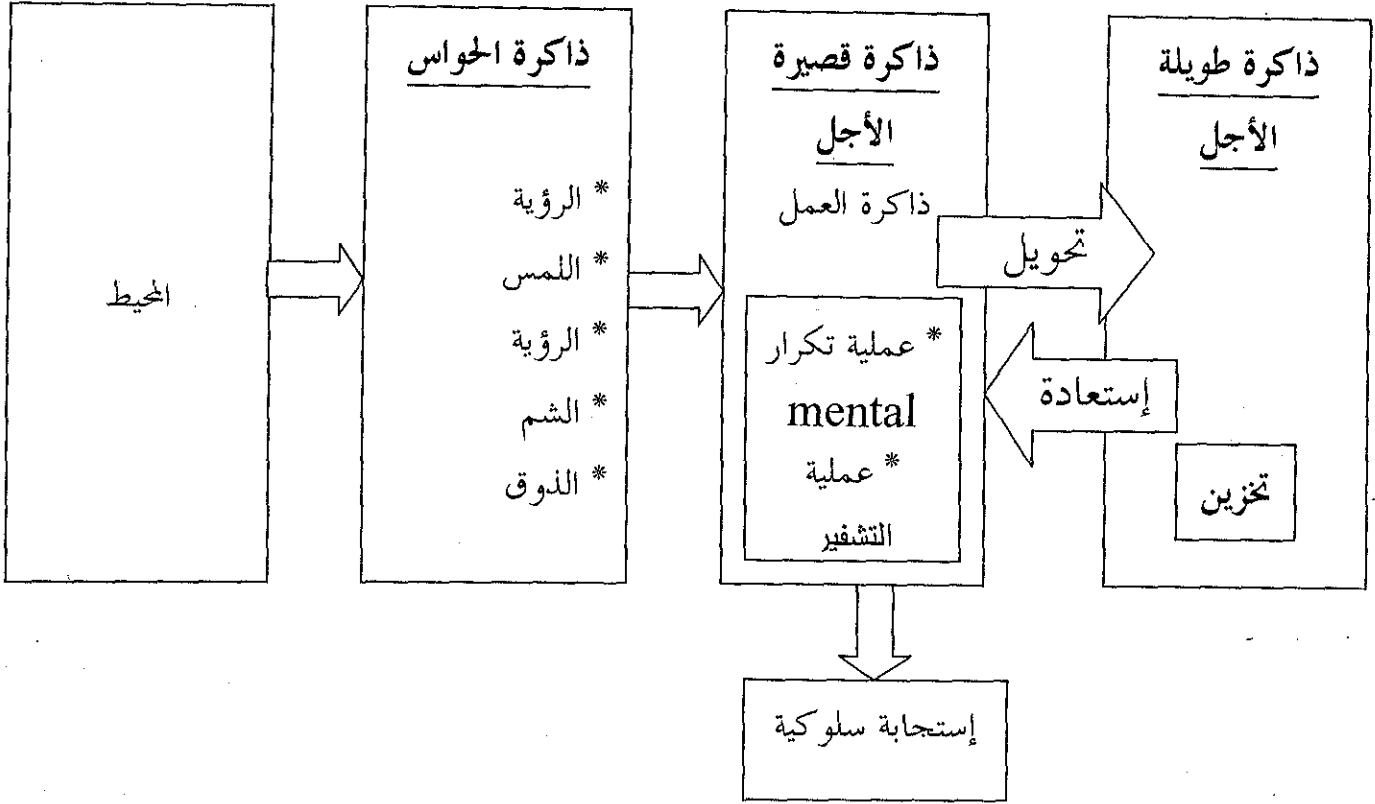 المحيط
ذاكرة الحواس
* الرؤية
* اللمس
* الرؤية
* الشم
* الذوق
ذاكرة قصيرة
الأجل
ذاكرة العمل
* عملية تكرار
mental
* عملية
التشفير
تحويل
إستعادة
ذاكرة طويلة
الأجل
تخزين
إستجابة سلوكية